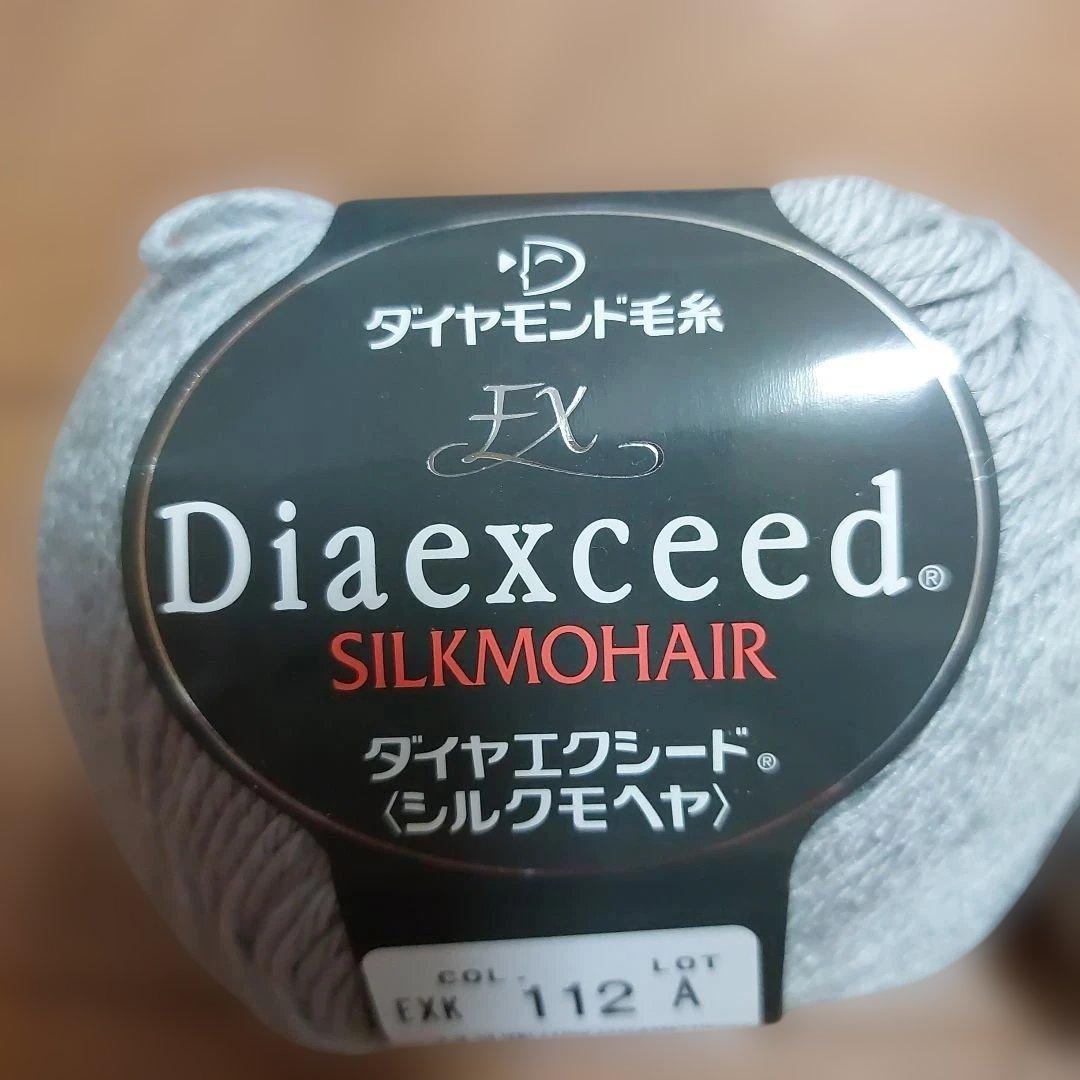 ダイヤモンド毛糸
EX
Diaexceed®
SILKMOHAIR
ダイヤエクシード®
〈シルクモヘヤ〉
COL. LOT
EXK 112 A